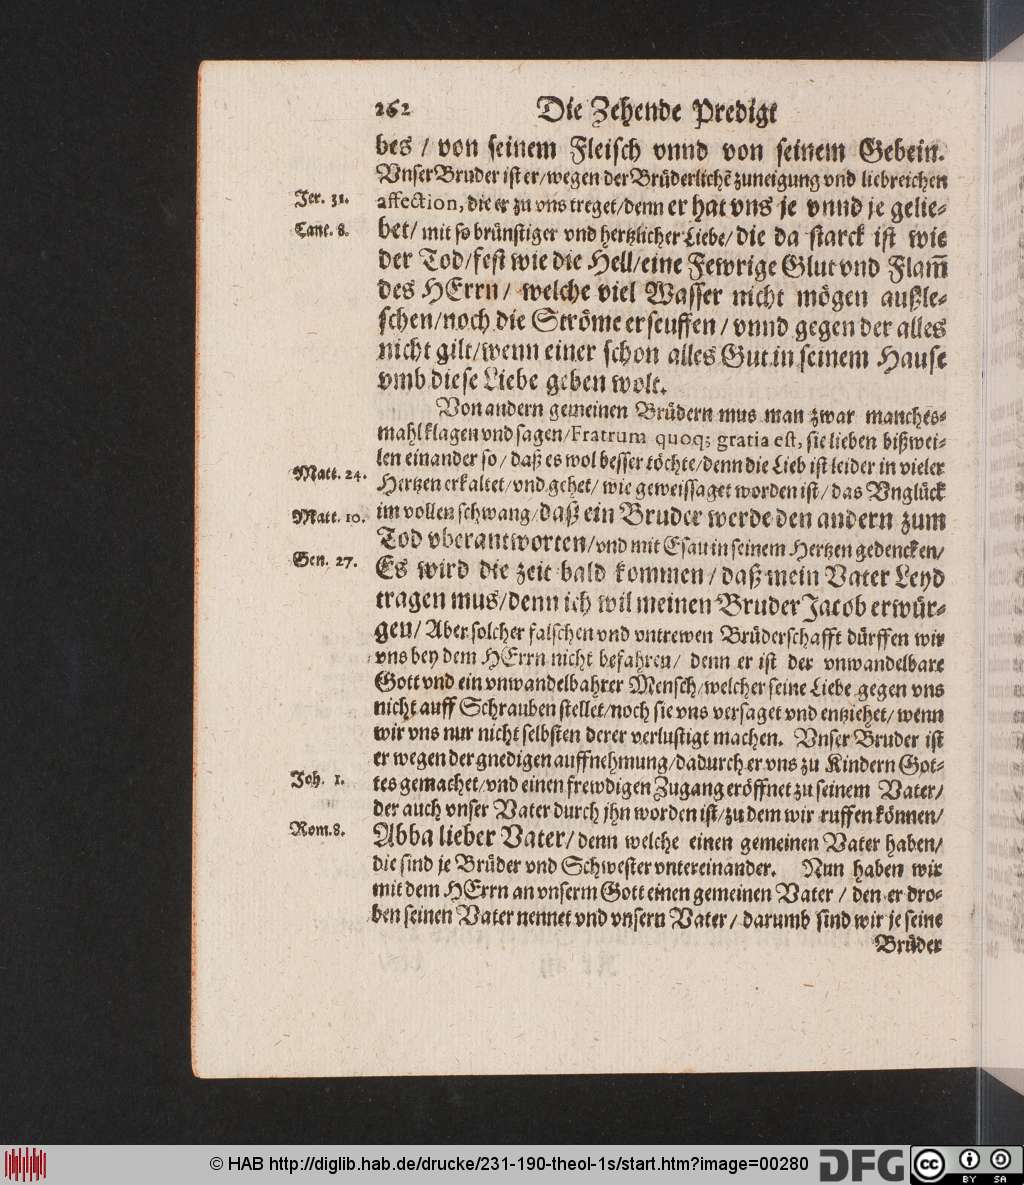 262 Die Zehende Predigt
bes / von seinem Fleisch vnnd von seinem Gebein.
Vnser Bruder ist er/ wegen der Brüderlichẽ zuneigung vnd liebreichen
Jer. 31. affection, die er zu vns treget/denn er hat vns je vnnd je gelie-
Cant. 8. bet/ mit so brünstiger vnd hertzlicher Liebe/ die da starck ist wie
der Tod/fest wie die Hell/eine Fewrige Glut vnd Flam̃
des HErrn/ welche viel Wasser nicht mögen außle-
schen/noch die Ströme erseuffen / vnnd gegen der alles
nicht gilt/wenn einer schon alles Gut in seinem Hause
vmb diese Liebe geben wolt.
Von andern gemeinen Brüdern mus man zwar manches-
mahl klagen vnd sagen/Fratrum quoq; gratia est, sie lieben bißwei-
len einander so/ daß es wol besser töchte/denn die Lieb ist leider in vieler
Matt. 24. Hertzen erkaltet/vnd gehet/ wie geweissaget worden ist/ das Vnglück
Matt. 10. im vollen schwang/daß ein Bruder werde den andern zum
Tod vberantworten/vnd mit Esau in seinem Hertzen gedencken/
Gen. 27. Es wird die zeit bald kommen / daß mein Vater Leyd
tragen mus/denn ich wil meinen Bruder Jacob erwür-
gen/ Aber solcher falschen vnd vntrewen Brüderschafft dürffen wir
vns bey dem HErrn nicht befahren/ denn er ist der vnwandelbare
Gott vnd ein vnwandelbahrer Mensch/welcher seine Liebe gegen vns
nicht auff Schrauben stellet/noch sie vns versaget vnd entziehet/ wenn
wir vns nur nicht selbsten derer verlustigt machen. Vnser Bruder ist
er wegen der gnedigen auffnehmung/dadurch er vns zu Kindern Got-
Joh. 1. tes gemachet/vnd einen frewdigen Zugang eröffnet zu seinem Vater/
der auch vnser Vater durch jhn worden ist/zu dem wir ruffen können/
Rom. 8. Abba lieber Vater/ denn welche einen gemeinen Vater haben/
die sind je Brüder vnd Schwester vntereinander. Nun haben wir
mit dem HErrn an vnserm Gott einen gemeinen Vater / den er dro-
ben seinen Vater nennet vnd vnsern Vater/ darumb sind wir je seine
Brüder
© HAB http://diglib.hab.de/drucke/231-190-theol-1s/start.htm?image=00280 DFG cc BY SA